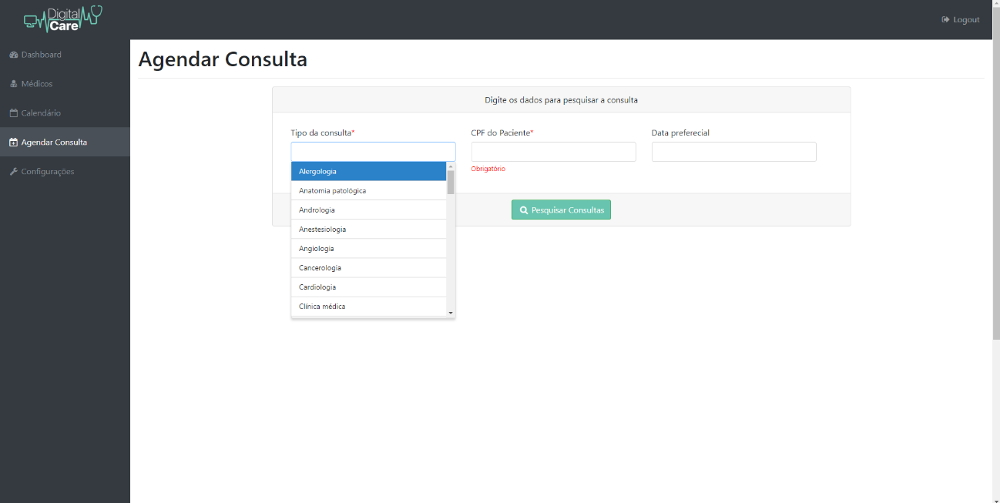 Digital
Care
Logout
Dashboard
Médicos
Calendário
Agendar Consulta
Configurações
Agendar Consulta
Digite os dados para pesquisar a consulta
Tipo da consulta*
CPF do Paciente*
Data preferecial
Obrigatório
Alergologia
Anatomia patológica
Andrologia
Anestesiologia
Angiologia
Cancerologia
Cardiologia
Clínica médica
Pesquisar Consultas